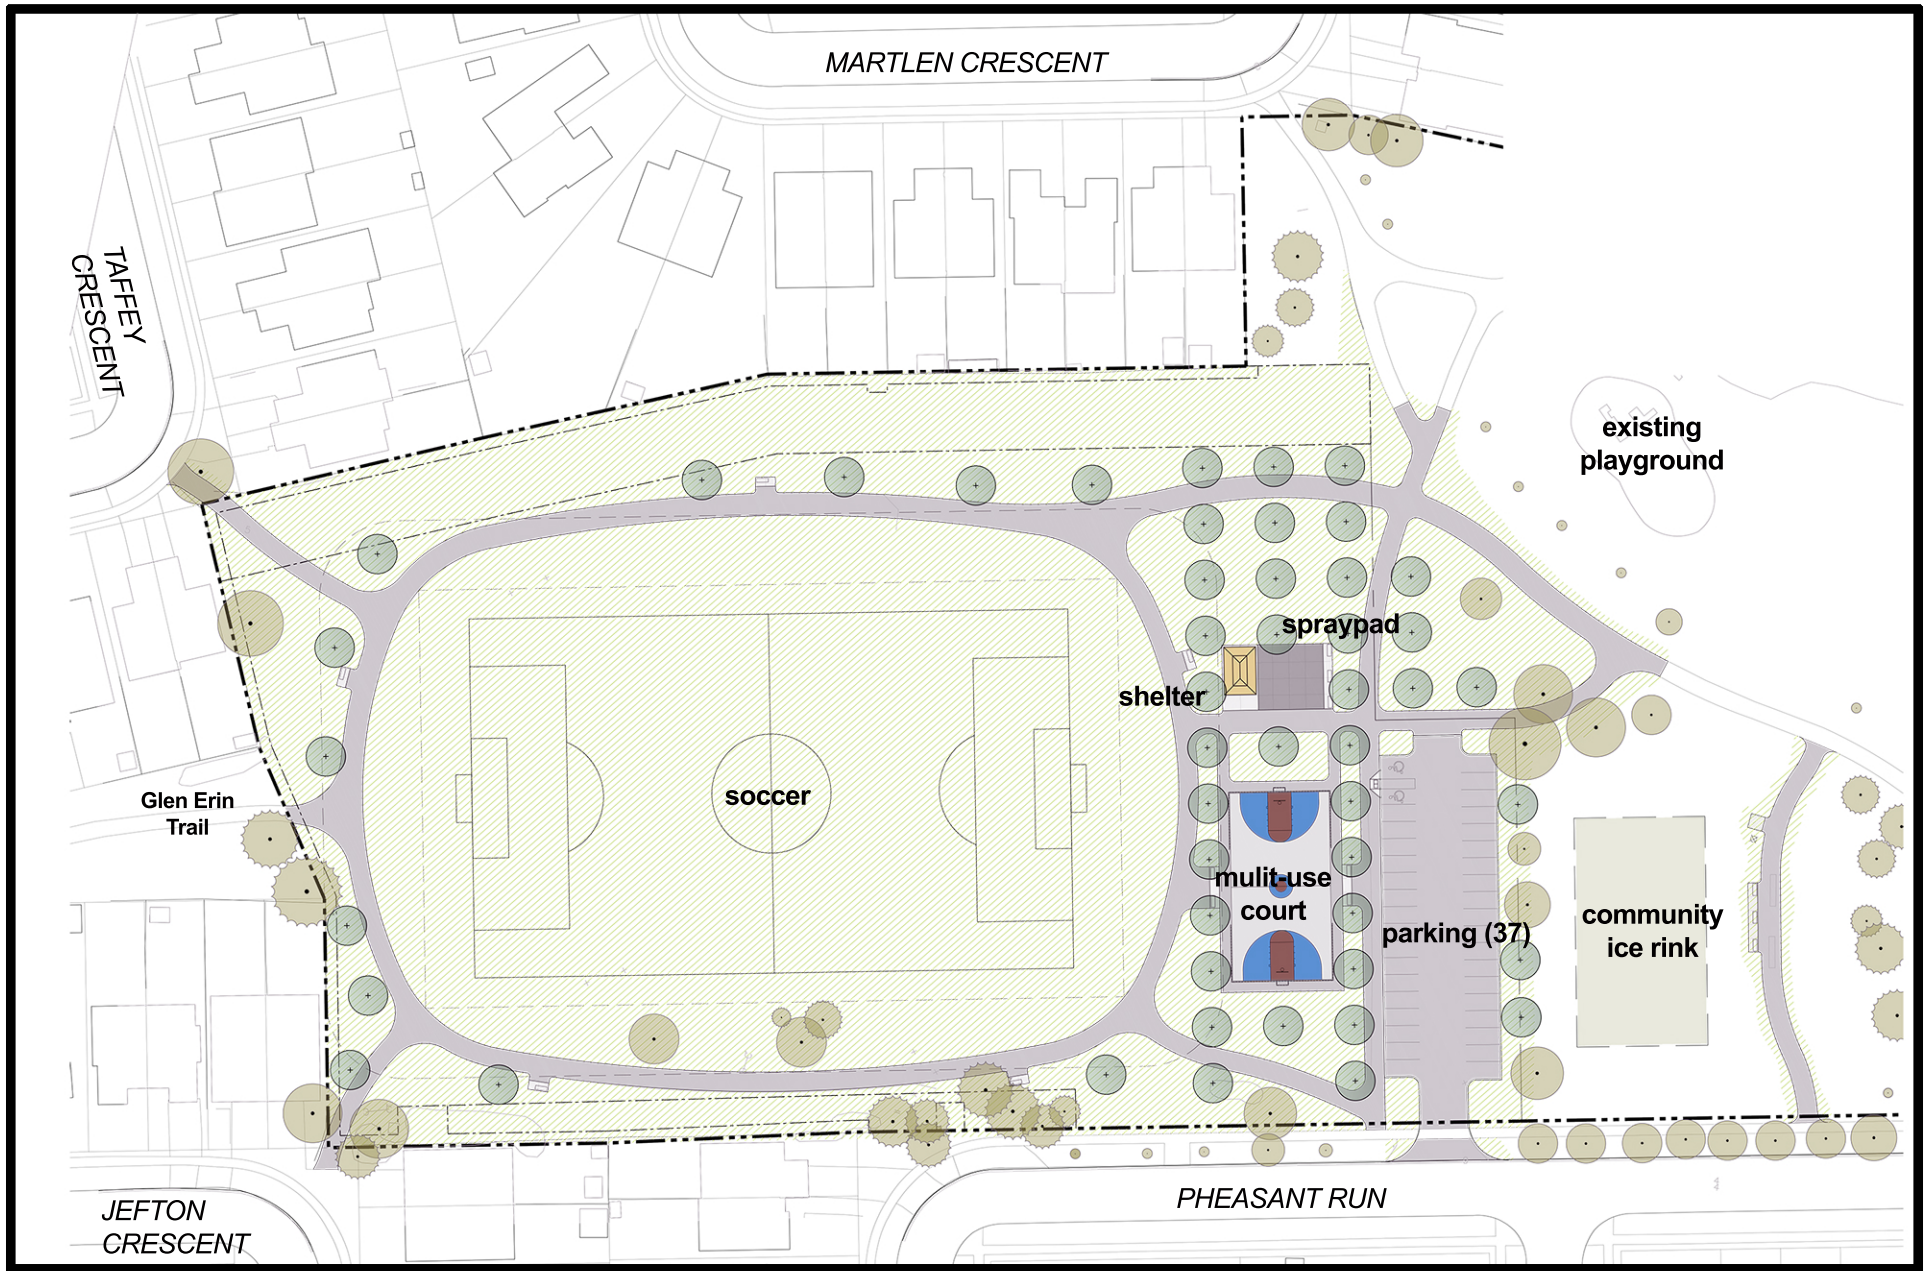 MARTLEN CRESCENT
TAFFEY
CRESCENT
existing
playground
spraypad
shelter
Glen Erin
Trail
soccer
mulit-use
court
parking (37)
community
ice rink
PHEASANT RUN
JEFTON
CRESCENT